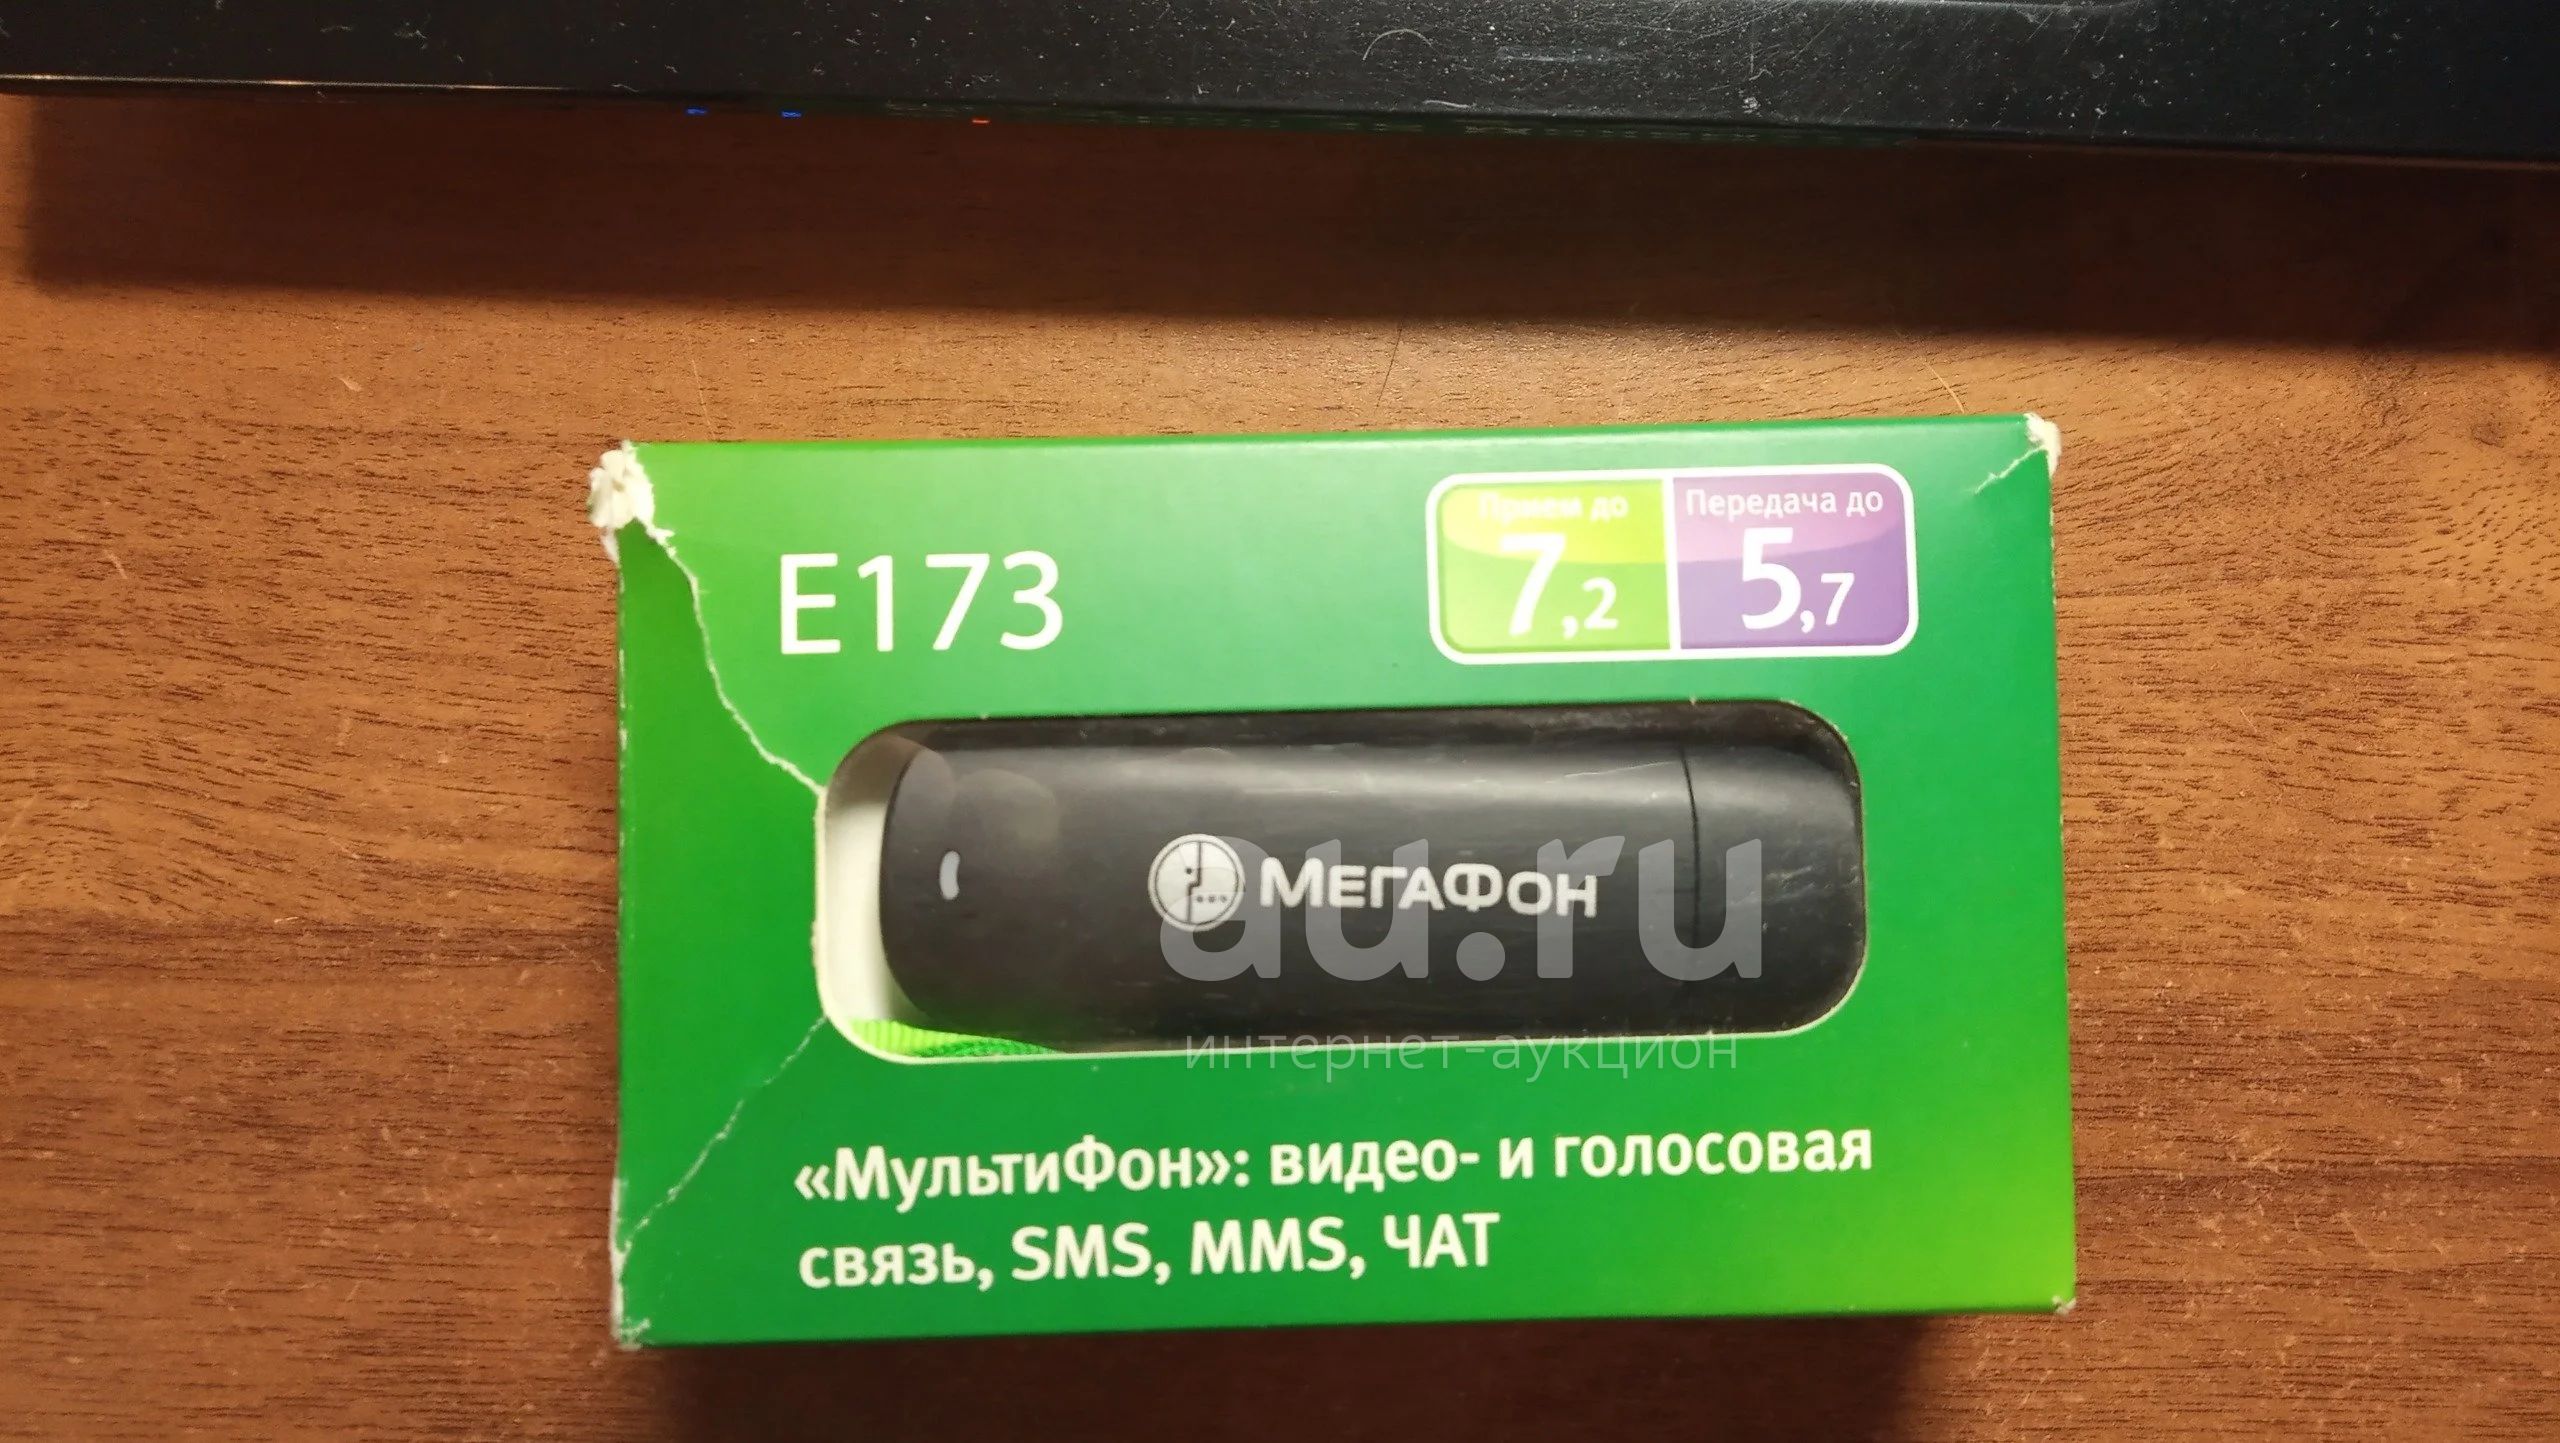 E173
Прием до
7,2
Передача до
5,7
МЕГАФОН
au.ru
интернет-аукцион
«МультиФон»: видео- и голосовая
связь, SMS, MMS, ЧАТ